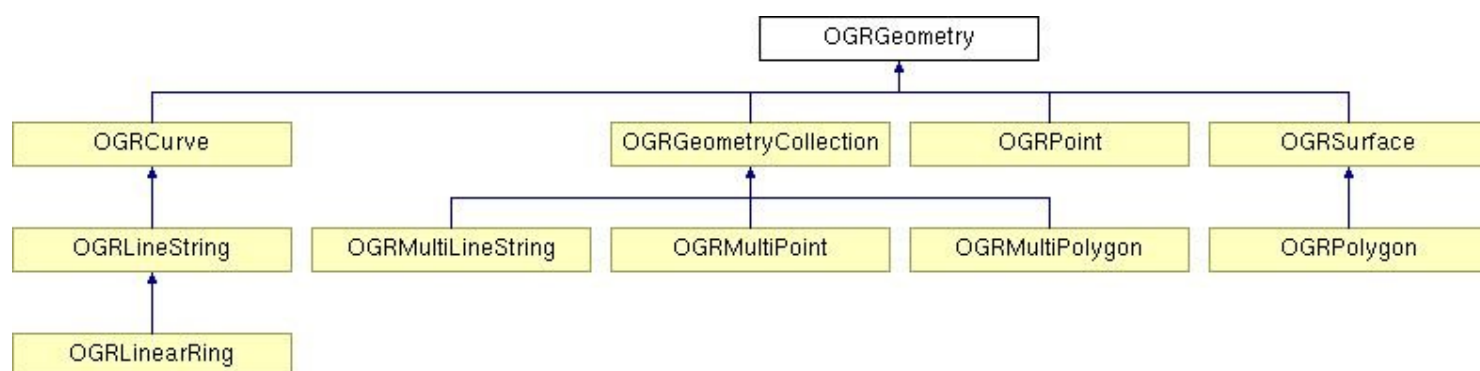 OGRGeometry
OGRCurve
OGRGeometryCollection
OGRPoint
OGRSurface
OGRLineString
OGRMultiLineString
OGRMultiPoint
OGRMultiPolygon
OGRPolygon
OGRLinearRing